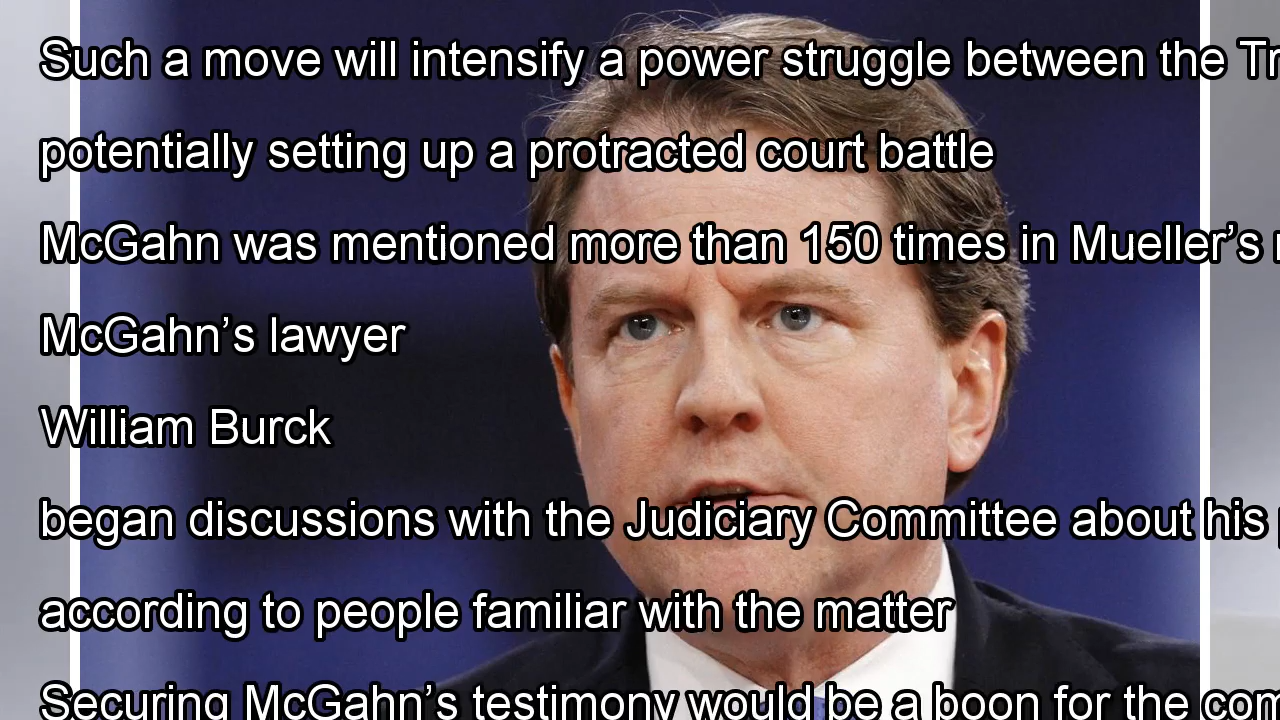 Such a move will intensify a power struggle between the
potentially setting up a protracted court battle
McGahn was mentioned more than 150 times in Mueller’s
McGahn’s lawyer
William Burck
began discussions with the Judiciary Committee about his
according to people familiar with the matter
Securing McGahn’s testimony would be a boon for the